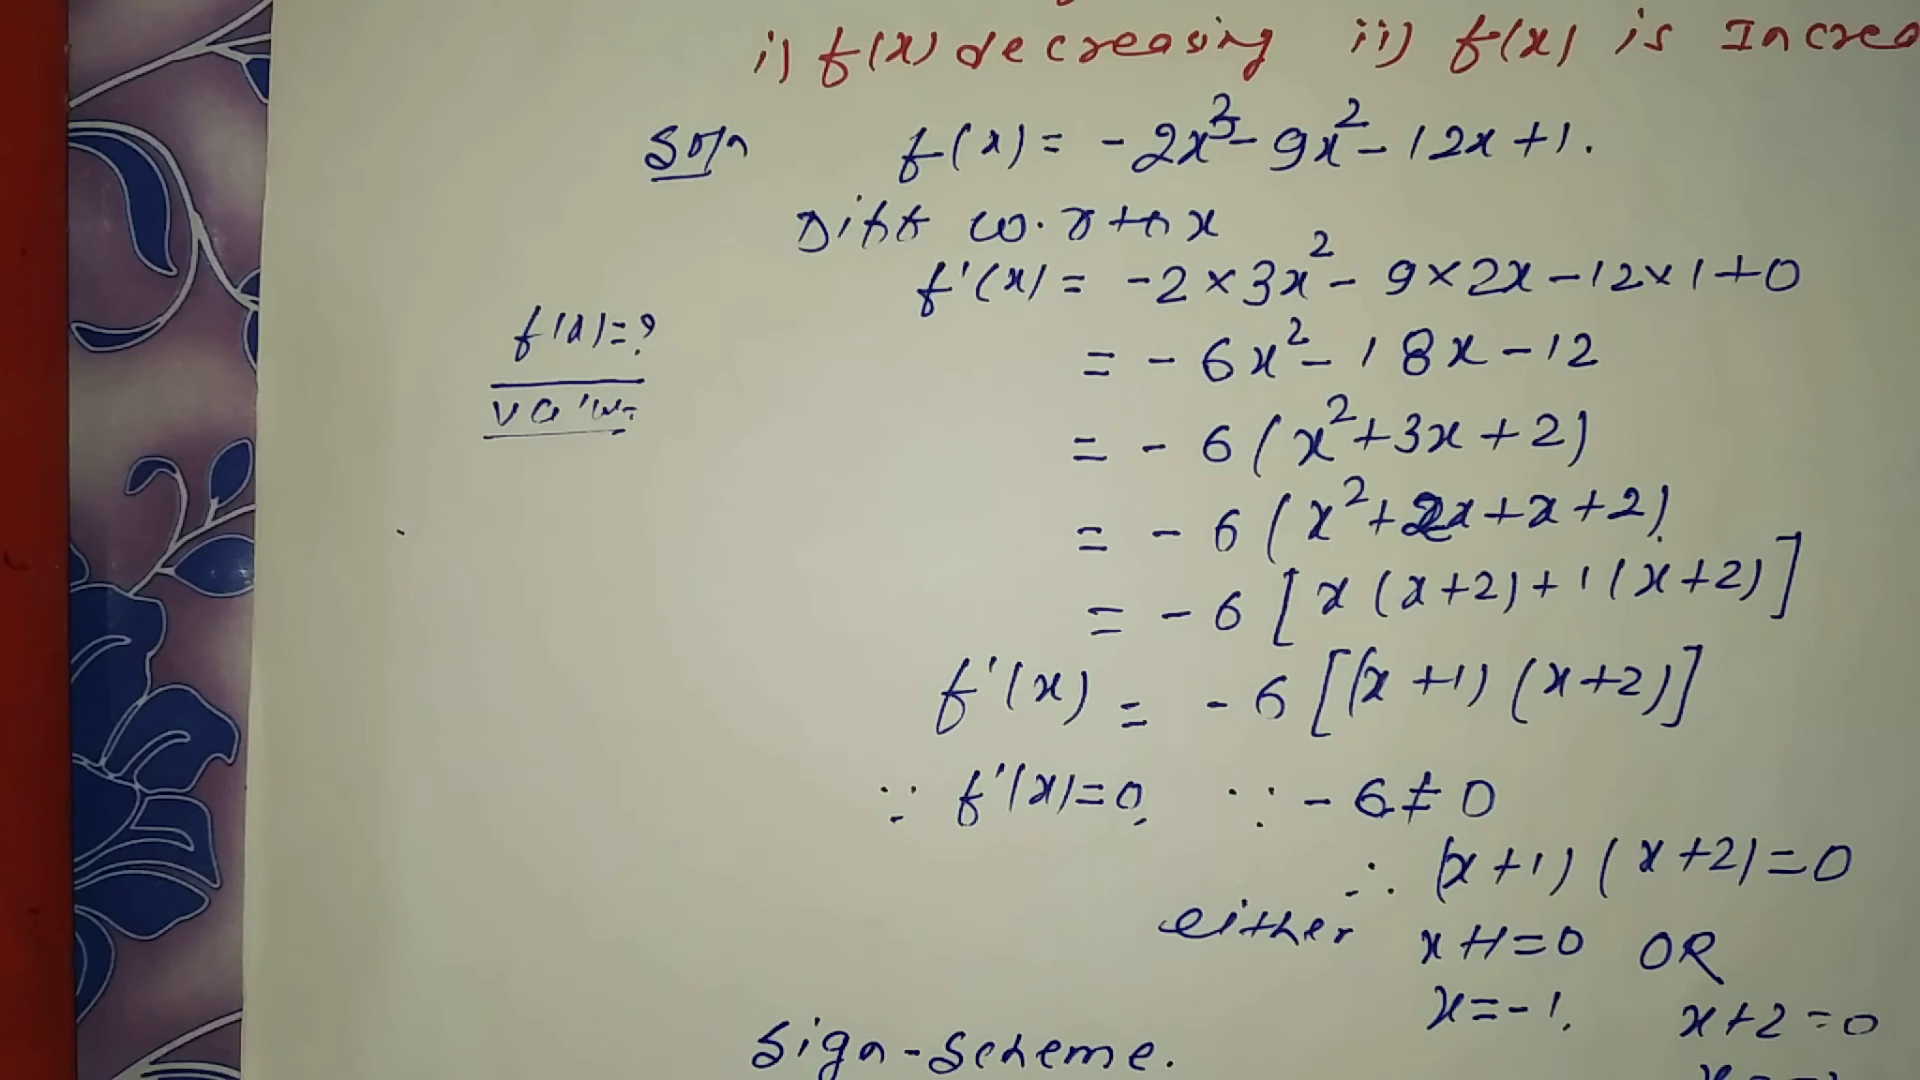 i) f(x) decreasing ii) f(x) is Increa
Soln f(x) = -2x³- 9x²- 12x +1.
Diff w.r to x
f'(x) = -2 × 3x² - 9×2x - 12×1+0
f(x)=?
= - 6x² - 18x - 12
= - 6 (x²+3x+2)
= - 6 (x²+2x+x+2)
= - 6 [x (x+2) + 1 (x+2)]
f'(x) = - 6 [(x+1) (x+2)]
∵ f'(x)=0, ∵ - 6 ≠ 0
∴ (x+1) (x+2)=0
either x+1=0 OR
x=-1, x+2=0
Sign-Scheme.